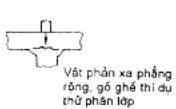 Vật phản xạ phẳng
rộng, gồ ghề thí dụ
thử phân lớp